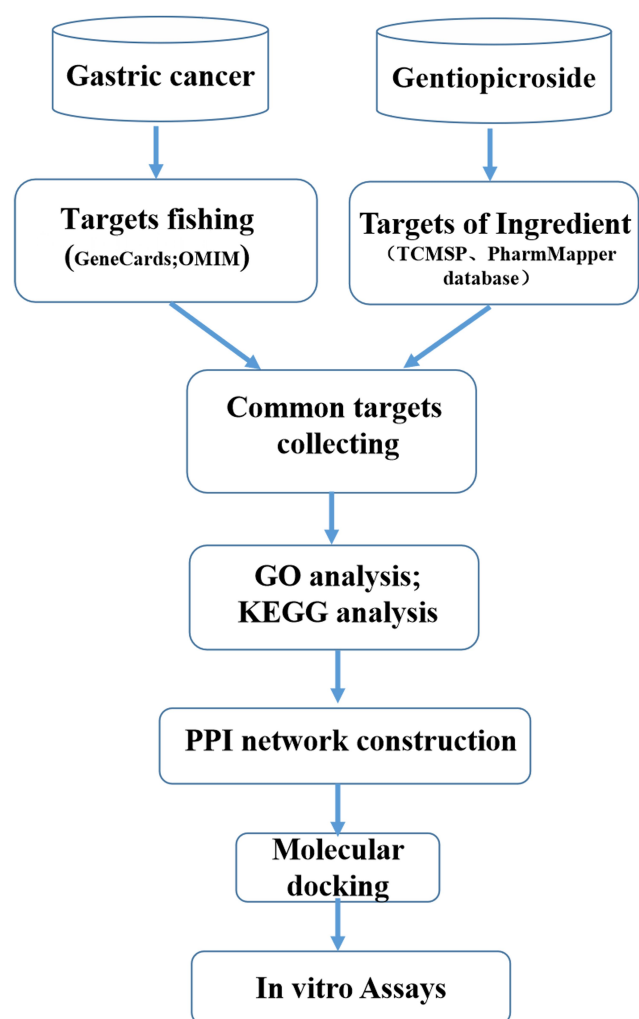 Gastric cancer
Gentiopicroside
Targets fishing
(GeneCards;OMIM)
Targets of Ingredient
（TCMSP、PharmMapper
database）
Common targets
collecting
GO analysis;
KEGG analysis
PPI network construction
Molecular
docking
In vitro Assays